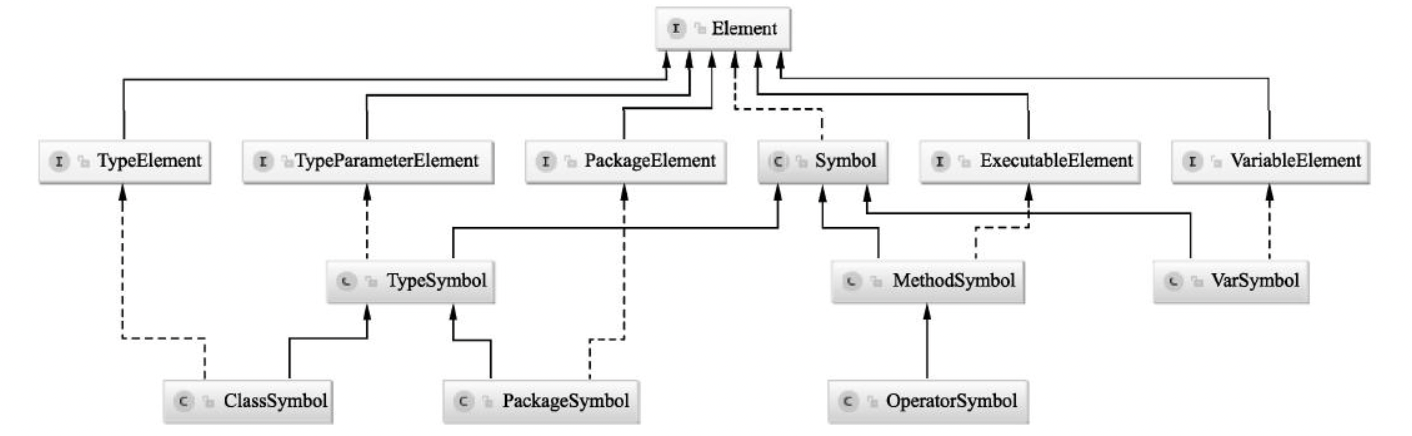 I Element
I TypeElement
I TypeParameterElement
I PackageElement
C Symbol
I ExecutableElement
I VariableElement
C TypeSymbol
C MethodSymbol
C VarSymbol
C ClassSymbol
C PackageSymbol
C OperatorSymbol